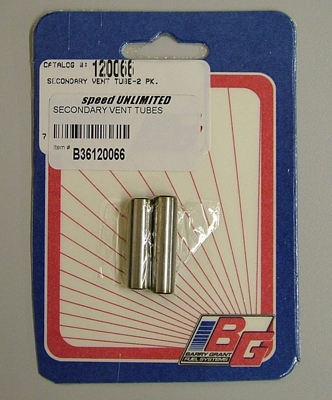 CATALOG #: 120066
SECONDARY VENT TUBE-2 PK.
speed UNLIMITED
SECONDARY VENT TUBES
7
Item #
B36120066
BG
BARRY GRANT
FUEL SYSTEMS